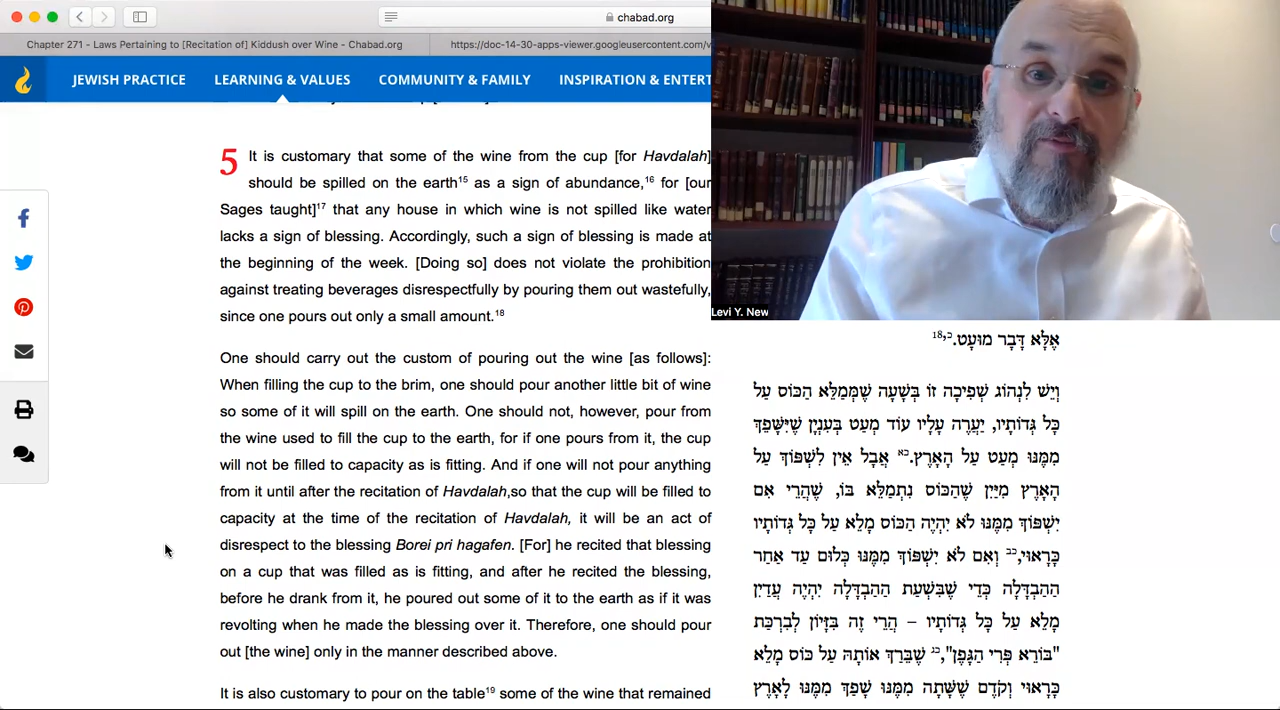 chabad.org
Chapter 271 - Laws Pertaining to [Recitation of] Kiddush over Wine - Chabad.org
https://doc-14-30-apps-viewer.googleusercontent.com/v
JEWISH PRACTICE
LEARNING & VALUES
COMMUNITY & FAMILY
INSPIRATION & ENTERT
5 It is customary that some of the wine from the cup [for Havdalah]
should be spilled on the earth15 as a sign of abundance,16 for [our
Sages taught]17 that any house in which wine is not spilled like water
lacks a sign of blessing. Accordingly, such a sign of blessing is made at
the beginning of the week. [Doing so] does not violate the prohibition
against treating beverages disrespectfully by pouring them out wastefully,
since one pours out only a small amount.18
One should carry out the custom of pouring out the wine [as follows]:
When filling the cup to the brim, one should pour another little bit of wine
so some of it will spill on the earth. One should not, however, pour from
the wine used to fill the cup to the earth, for if one pours from it, the cup
will not be filled to capacity as is fitting. And if one will not pour anything
from it until after the recitation of Havdalah,so that the cup will be filled to
capacity at the time of the recitation of Havdalah, it will be an act of
disrespect to the blessing Borei pri hagafen. [For] he recited that blessing
on a cup that was filled as is fitting, and after he recited the blessing,
before he drank from it, he poured out some of it to the earth as if it was
revolting when he made the blessing over it. Therefore, one should pour
out [the wine] only in the manner described above.
It is also customary to pour on the table19 some of the wine that remained
Levi Y. New
אֶלָּא דָּבָר מוּעָט.כ,18
וְיֵשׁ לִנְהוֹג שְׁפִיכָה זוֹ בְּשָׁעָה שֶׁמְּמַלֵּא הַכּוֹס עַל
כָּל גְּדוֹתָיו, יְעָרֶה עָלָיו עוֹד מְעַט בְּעִנְיָן שֶׁיִּשָּׁפֵךְ
מִמֶּנּוּ מְעַט עַל הָאָרֶץ.כא אֲבָל אֵין לִשְׁפּוֹךְ עַל
הָאָרֶץ מִיַּיִן שֶׁהַכּוֹס נִתְמַלֵּא בּוֹ, שֶׁהֲרֵי אִם
יִשְׁפּוֹךְ מִמֶּנּוּ לֹא יִהְיֶה הַכּוֹס מָלֵא עַל כָּל גְּדוֹתָיו
כָּרָאוּי,כב וְאִם לֹא יִשְׁפּוֹךְ מִמֶּנּוּ כְּלוּם עַד אַחַר
הַהַבְדָּלָה כְּדֵי שֶׁבִּשְׁעַת הַהַבְדָּלָה יִהְיֶה עֲדַיִן
מָלֵא עַל כָּל גְּדוֹתָיו – הֲרֵי זֶה בִּזָּיוֹן לְבִרְכַּת
"בּוֹרֵא פְּרִי הַגֶּפֶן",כג שֶׁבֵּרַךְ אוֹתָהּ עַל כּוֹס מָלֵא
כָּרָאוּי וְקֹדֶם שֶׁשָּׁתָה מִמֶּנּוּ שָׁפַךְ מִמֶּנּוּ לָאָרֶץ